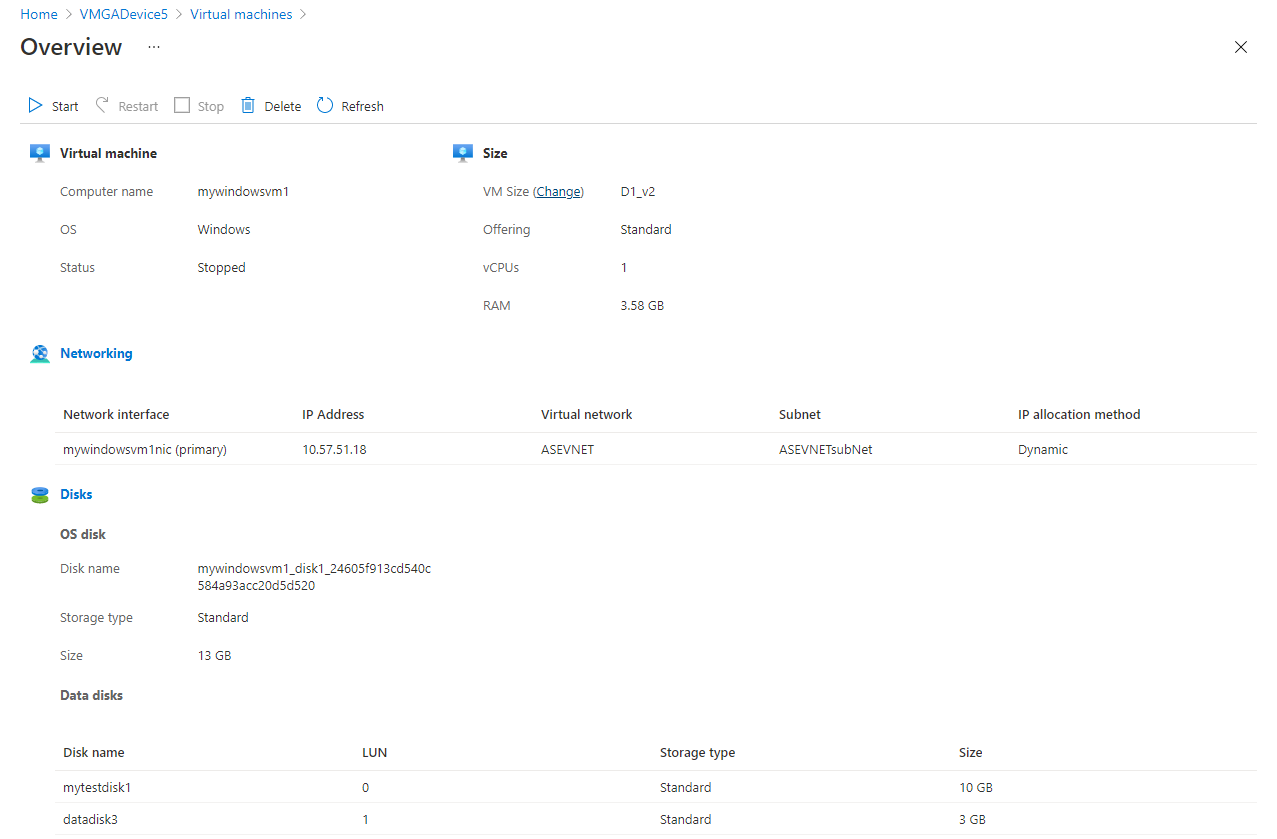 Home > VMGADevice5 > Virtual machines >
Overview ...
Start Restart Stop Delete Refresh
Virtual machine Size
Computer name mywindowsvm1 VM Size (Change) D1_v2
OS Windows Offering Standard
Status Stopped vCPUs 1
RAM 3.58 GB
Networking
Network interface IP Address Virtual network Subnet IP allocation method
mywindowsvm1nic (primary) 10.57.51.18 ASEVNET ASEVNETsubNet Dynamic
Disks
OS disk
Disk name mywindowsvm1_disk1_24605f913cd540c
584a93acc20d5d520
Storage type Standard
Size 13 GB
Data disks
Disk name LUN Storage type Size
mytestdisk1 0 Standard 10 GB
datadisk3 1 Standard 3 GB